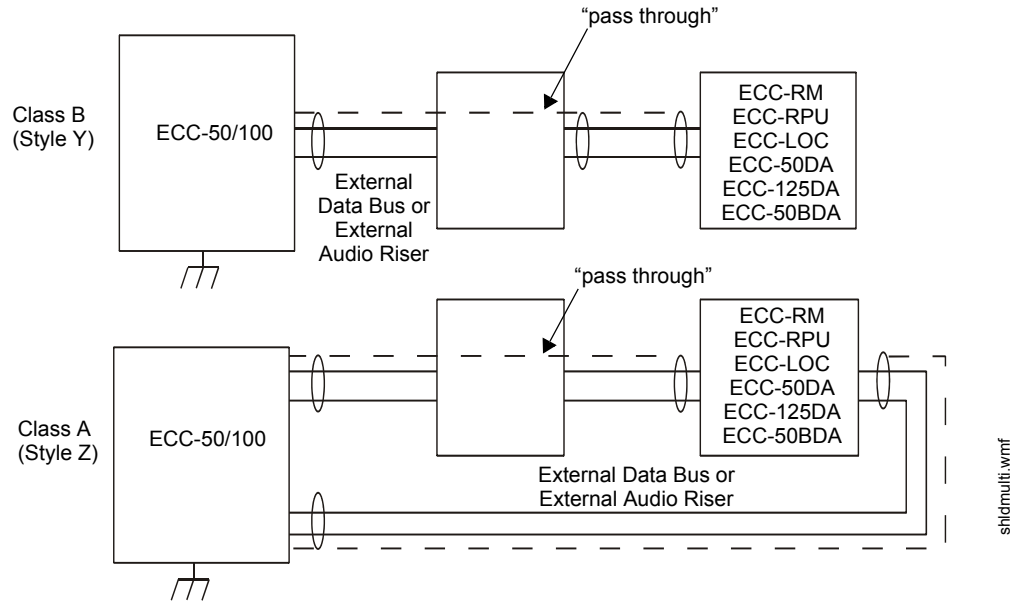 “pass through”
Class B
(Style Y)
ECC-50/100
External
Data Bus or
External
Audio Riser
ECC-RM
ECC-RPU
ECC-LOC
ECC-50DA
ECC-125DA
ECC-50BDA
“pass through”
Class A
(Style Z)
ECC-50/100
ECC-RM
ECC-RPU
ECC-LOC
ECC-50DA
ECC-125DA
ECC-50BDA
External Data Bus or
External Audio Riser
shldmulti.wmf